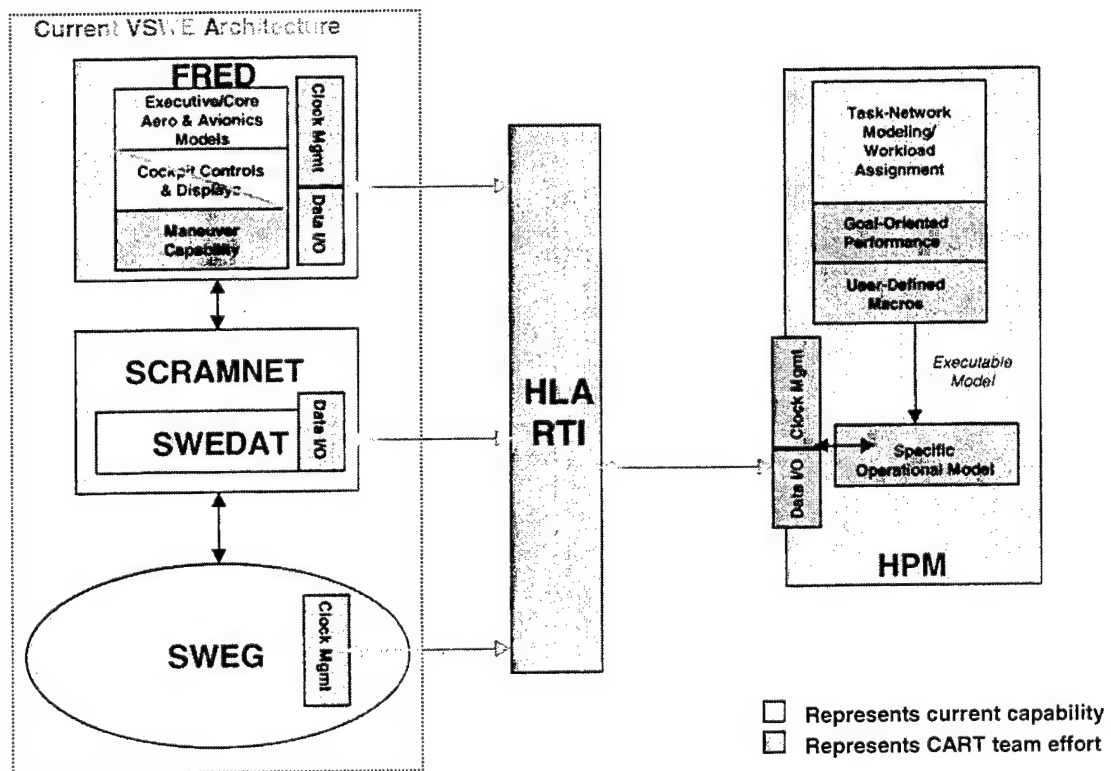 Current VSWE Architecture
FRED
Executive/Core
Aero & Avionics
Models
Cockpit Controls
& Displays
Maneuver
Capability
Clock Mgmt
Data I/O
SCRAMNET
SWEDAT
Data I/O
SWEG
Clock Mgmt
HLA
RTI
Task-Network
Modeling/
Workload
Assignment
Goal-Oriented
Performance
User-Defined
Macros
Executable
Model
Clock Mgmt
Data I/O
Specific
Operational Model
HPM
Represents current capability
Represents CART team effort